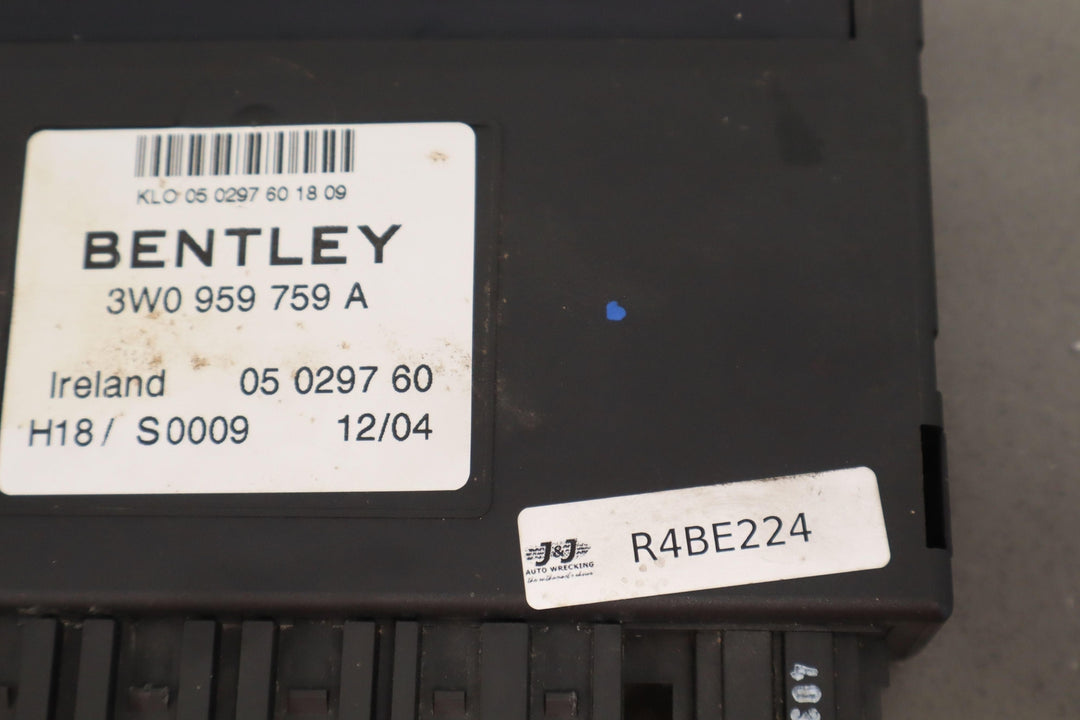 KLO 05 0297 60 18 09
BENTLEY
3W0 959 759 A
Ireland 05 0297 60
H18 / S0009 12/04
J&J
AUTO WRECKING
R4BE224
403